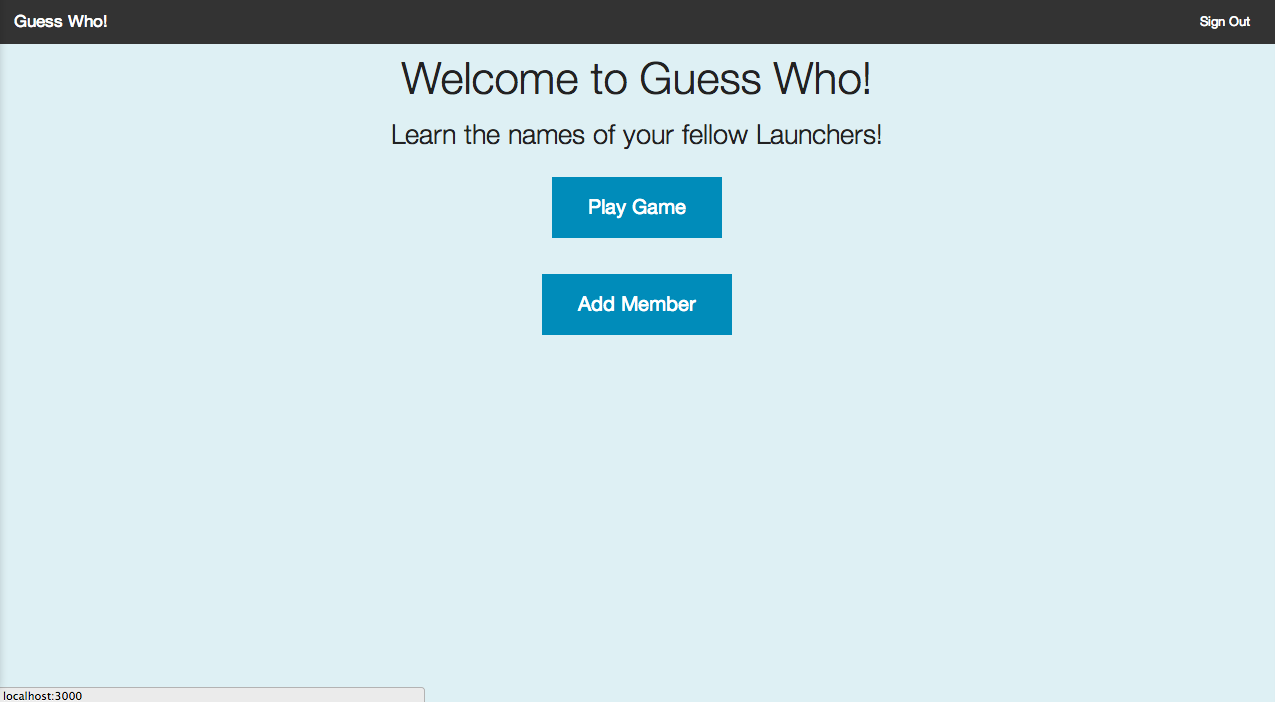 Guess Who!
Sign Out
Welcome to Guess Who!
Learn the names of your fellow Launchers!
Play Game
Add Member
localhost:3000